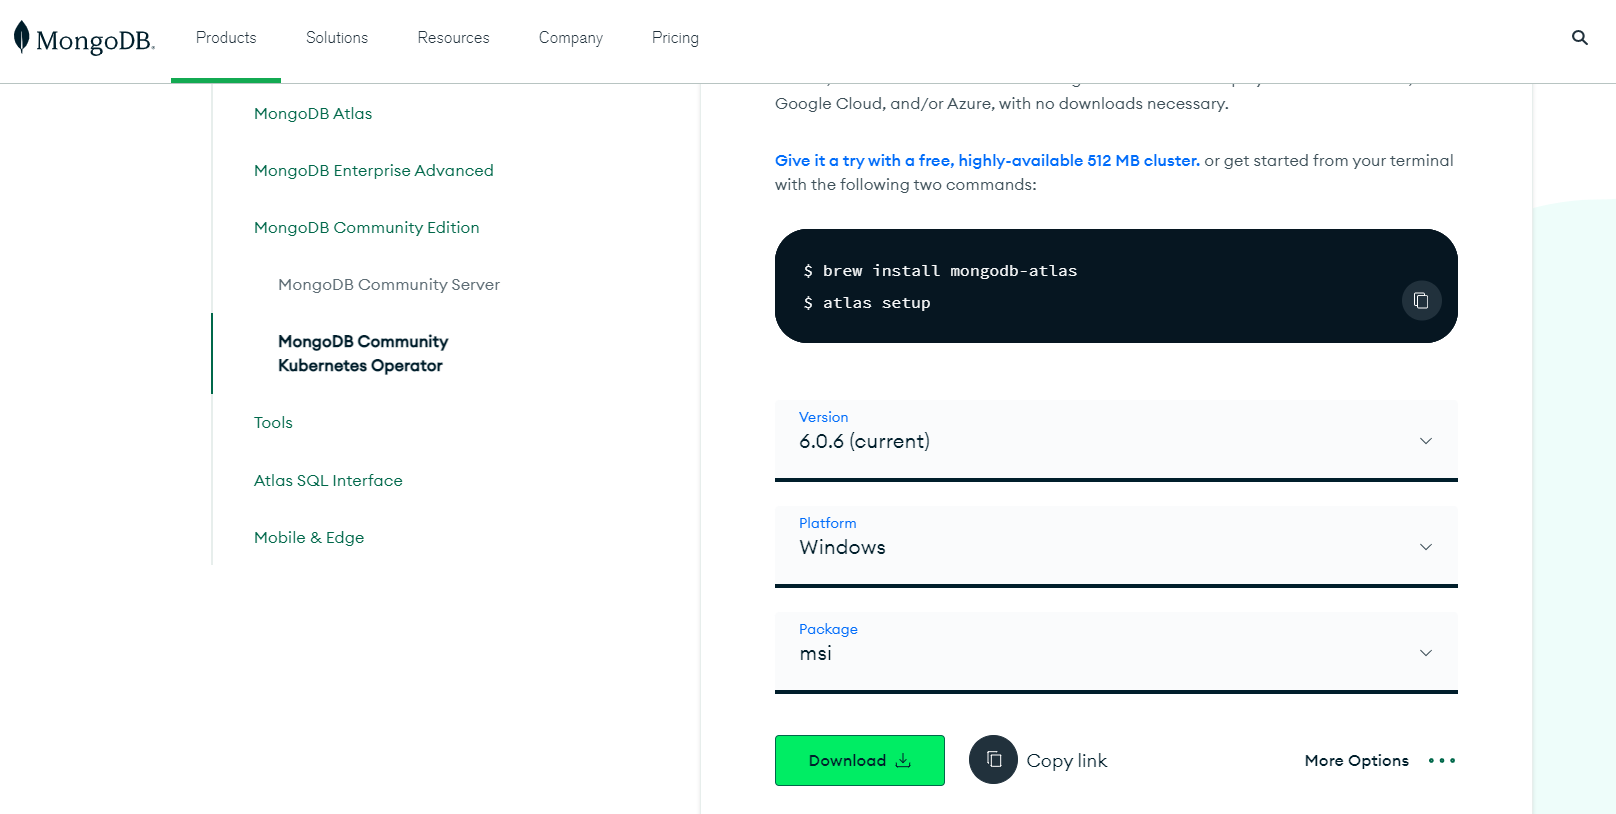 MongoDB.
Products
Solutions
Resources
Company
Pricing
MongoDB Atlas
MongoDB Enterprise Advanced
MongoDB Community Edition
MongoDB Community Server
MongoDB Community
Kubernetes Operator
Tools
Atlas SQL Interface
Mobile & Edge
Google Cloud, and/or Azure, with no downloads necessary.
Give it a try with a free, highly-available 512 MB cluster. or get started from your terminal
with the following two commands:
$ brew install mongodb-atlas
$ atlas setup
Version
6.0.6 (current)
Platform
Windows
Package
msi
Download
Copy link
More Options